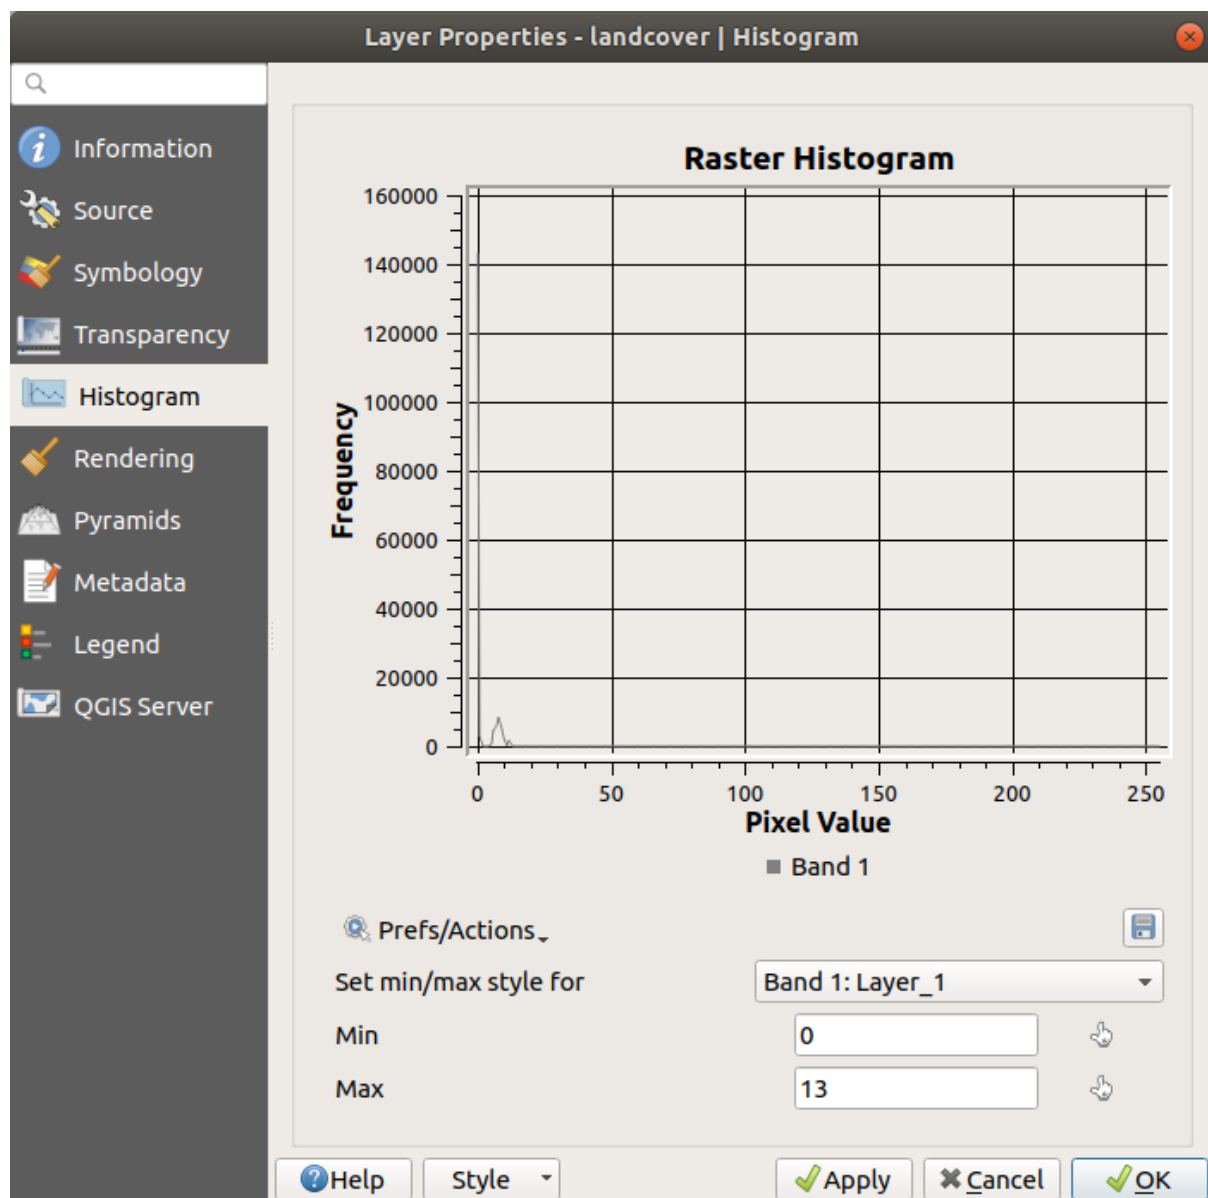 Layer Properties - landcover | Histogram
Information
Source
Symbology
Transparency
Histogram
Rendering
Pyramids
Metadata
Legend
QGIS Server
Raster Histogram
160000
140000
120000
100000
80000
60000
40000
20000
0
Frequency
0 50 100 150 200 250
Pixel Value
Band 1
Prefs/Actions
Set min/max style for Band 1: Layer_1
Min 0
Max 13
Help Style Apply Cancel OK